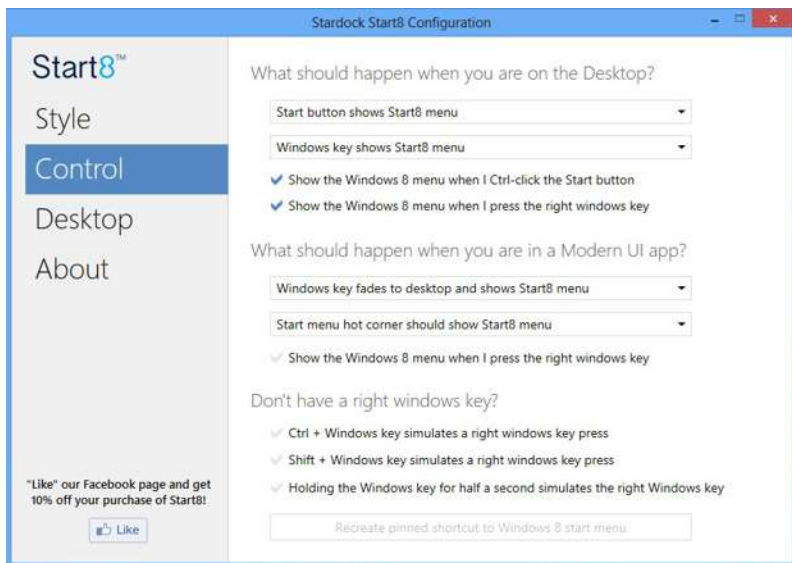 Stardock Start8 Configuration
Start8™
Style
Control
Desktop
About
"Like" our Facebook page and get
10% off your purchase of Start8!
Like
What should happen when you are on the Desktop?
Start button shows Start8 menu
Windows key shows Start8 menu
Show the Windows 8 menu when I Ctrl-click the Start button
Show the Windows 8 menu when I press the right windows key
What should happen when you are in a Modern UI app?
Windows key fades to desktop and shows Start8 menu
Start menu hot corner should show Start8 menu
Show the Windows 8 menu when I press the right windows key
Don't have a right windows key?
Ctrl + Windows key simulates a right windows key press
Shift + Windows key simulates a right windows key press
Holding the Windows key for half a second simulates the right Windows key
Recreate pinned shortcut to Windows 8 start menu